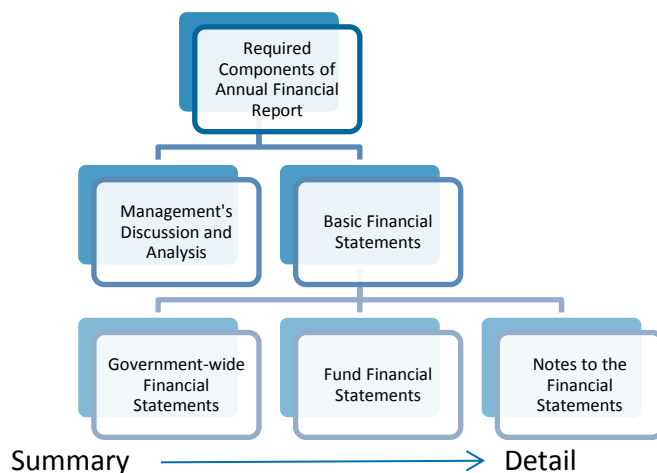 Required
Components of
Annual Financial
Report
Management's
Discussion and
Analysis
Basic Financial
Statements
Government-wide
Financial
Statements
Fund Financial
Statements
Notes to the
Financial
Statements
Summary
Detail